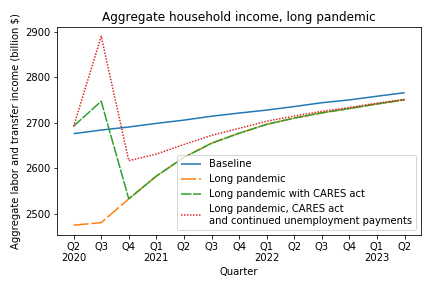 Aggregate household income, long pandemic
Aggregate labor and transfer income (billion $)
2900
2800
2700
2600
2500
Baseline
Long pandemic
Long pandemic with CARES act
Long pandemic, CARES act
and continued unemployment payments
Q2 Q3 Q4 Q1 Q2 Q3 Q4 Q1 Q2 Q3 Q4 Q1 Q2
2020 2021 2022 2023
Quarter